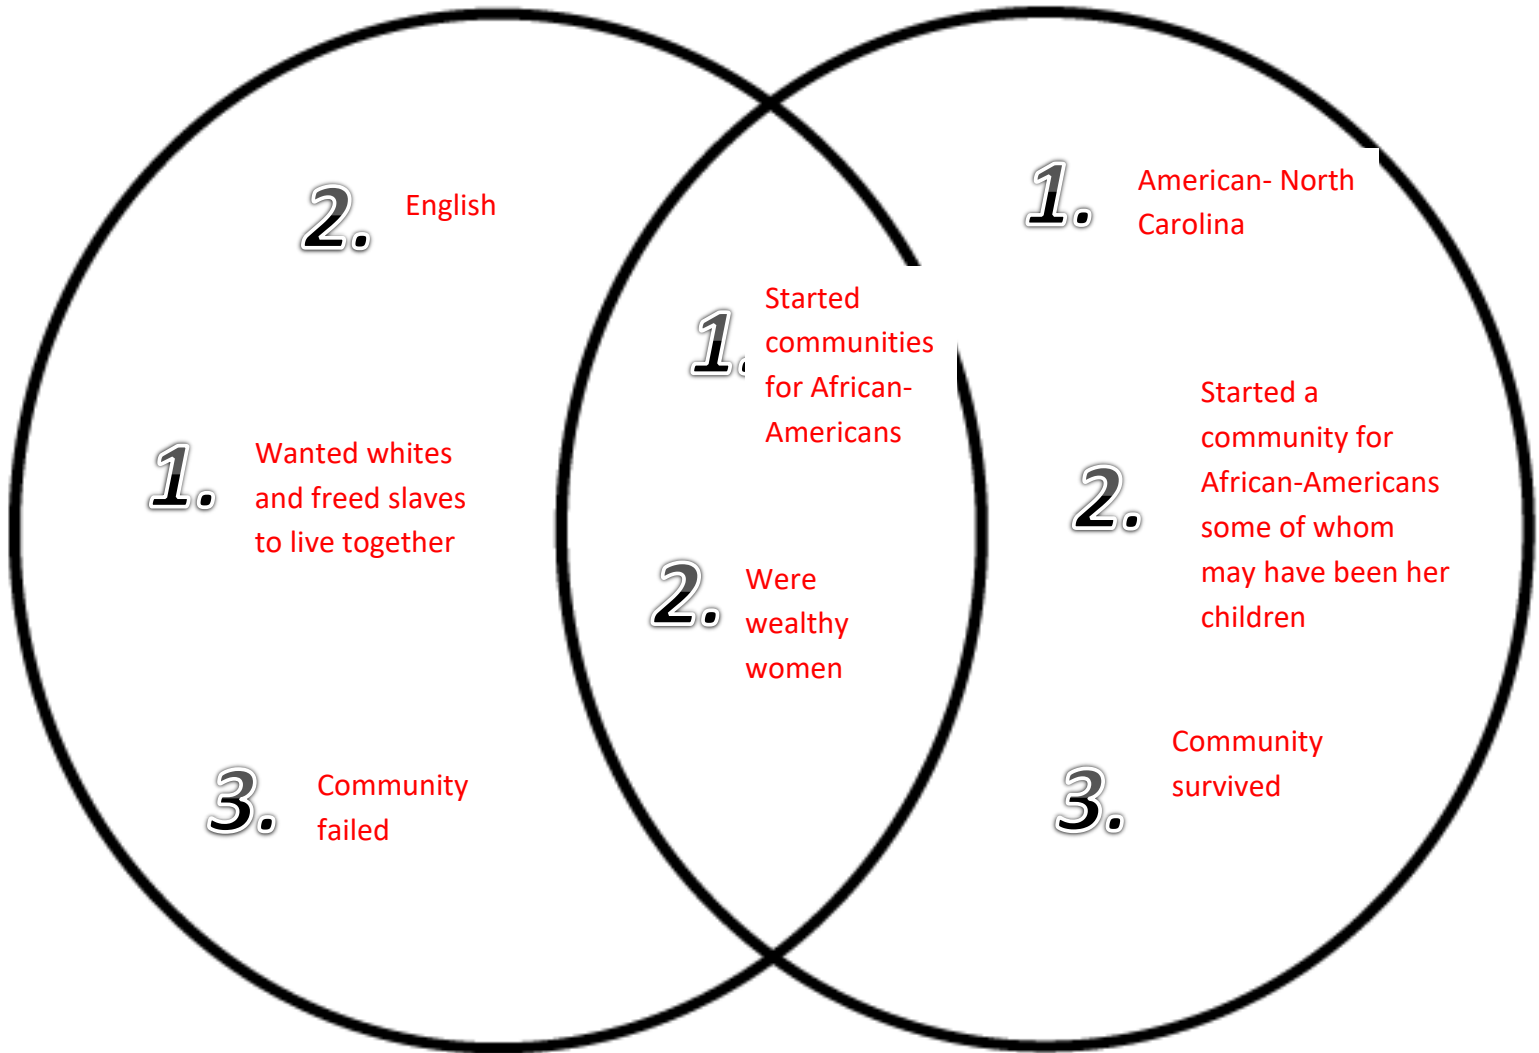 2. English
1. Wanted whites
and freed slaves
to live together
3. Community
failed
1. Started
communities
for African-
Americans
2. Were
wealthy
women
1. American- North
Carolina
2. Started a
community for
African-Americans
some of whom
may have been her
children
3. Community
survived